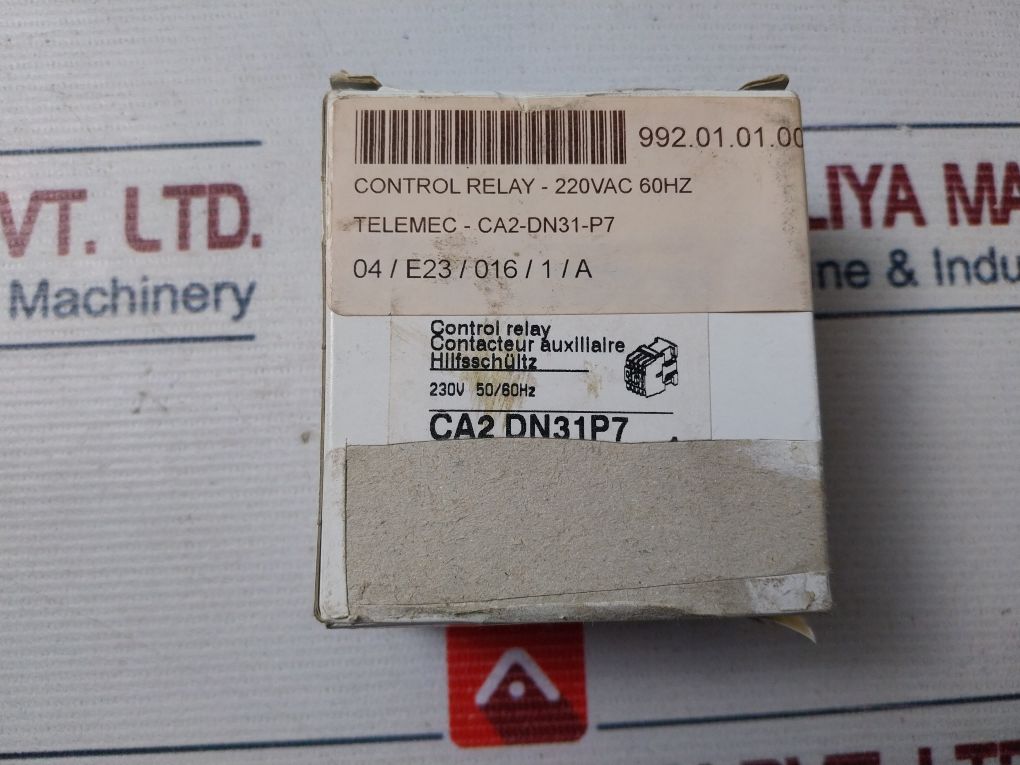 992.01.01.00
CONTROL RELAY - 220VAC 60HZ
TELEMEC - CA2-DN31-P7
04 / E23 / 016 / 1 / A
Control relay
Contacteur auxiliaire
Hilfsschültz
230V 50/60Hz
CA2 DN31P7
VT. LTD.
Machinery
LIYA MA
ne & Indu